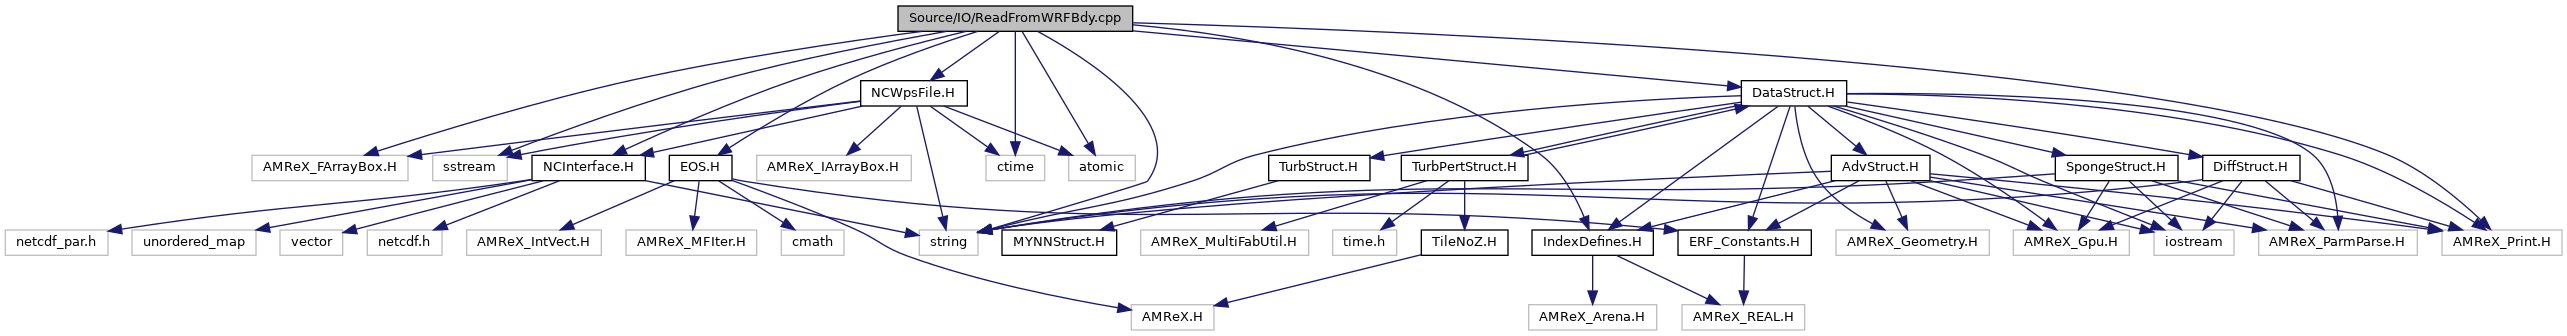 Source/IO/ReadFromWRFBdy.cpp
NCWpsFile.H
DataStruct.H
AMReX_FArrayBox.H
sstream
NCInterface.H
EOS.H
AMReX_IArrayBox.H
ctime
atomic
TurbStruct.H
TurbPertStruct.H
AdvStruct.H
SpongeStruct.H
DiffStruct.H
netcdf_par.h
unordered_map
vector
netcdf.h
AMReX_IntVect.H
AMReX_MFIter.H
cmath
string
MYNNStruct.H
AMReX_MultiFabUtil.H
time.h
TileNoZ.H
IndexDefines.H
ERF_Constants.H
AMReX_Geometry.H
AMReX_Gpu.H
iostream
AMReX_ParmParse.H
AMReX_Print.H
AMReX.H
AMReX_Arena.H
AMReX_REAL.H